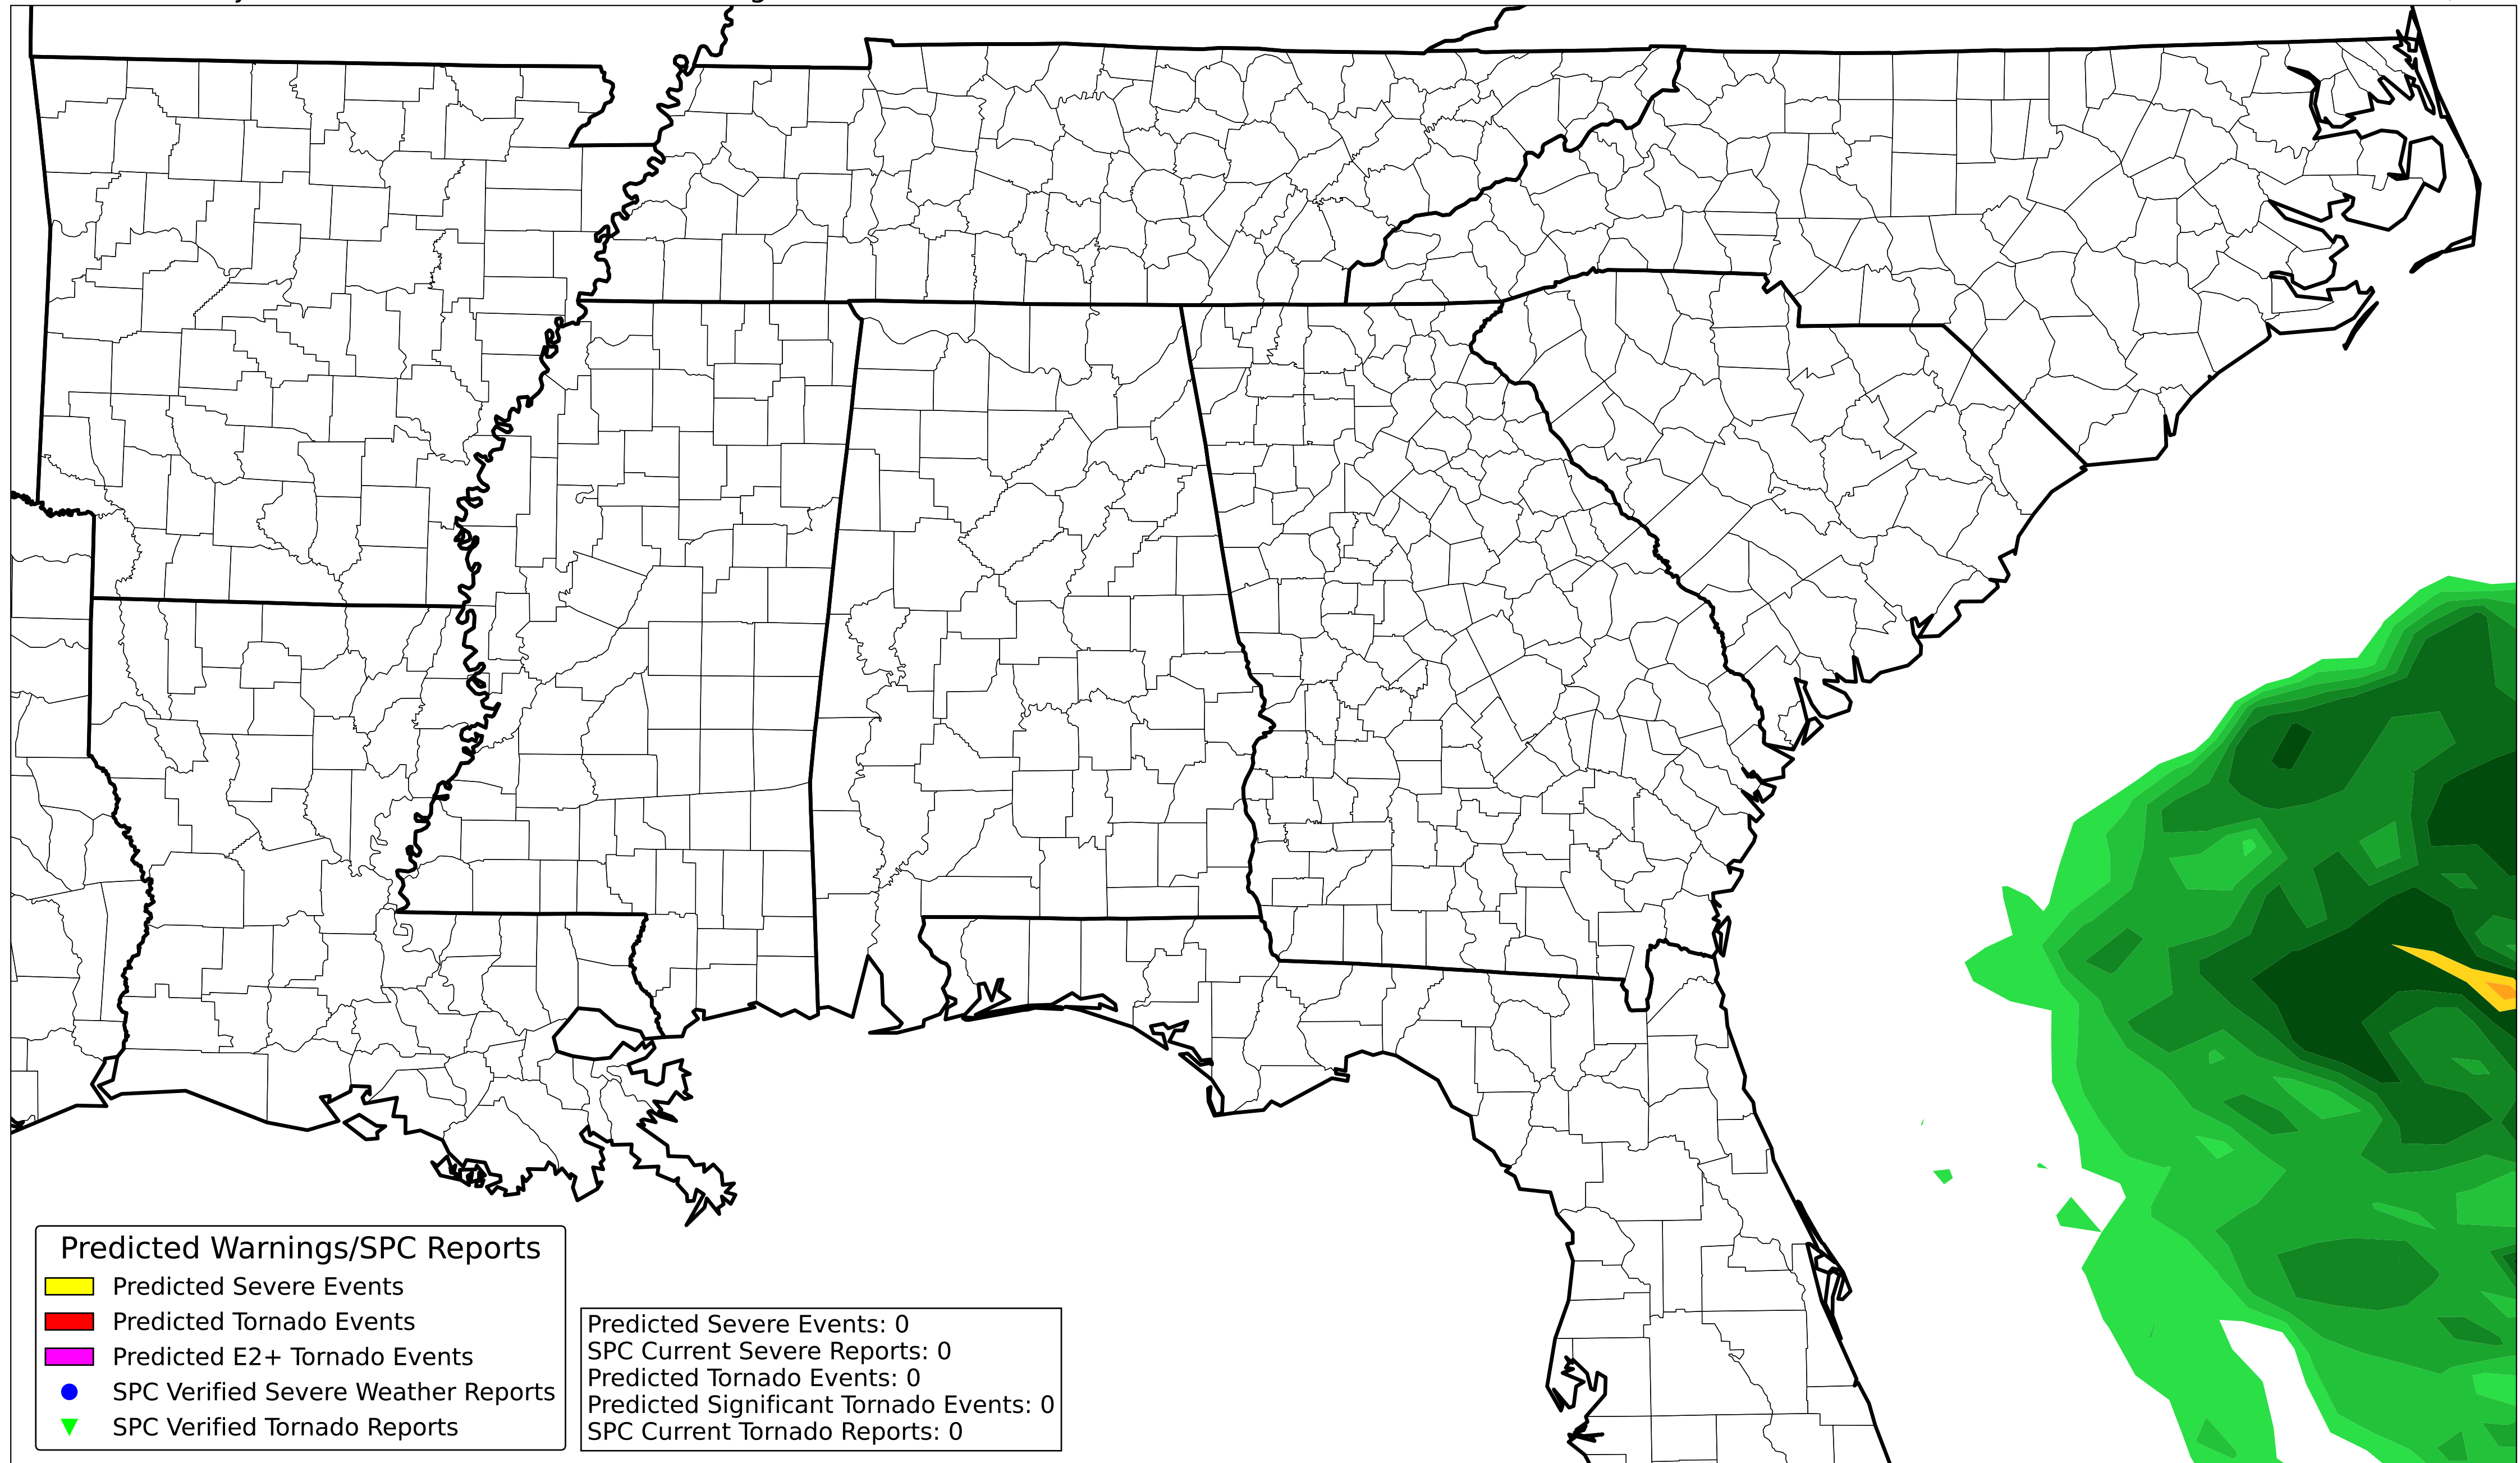 Predicted Warnings/SPC Reports
Predicted Severe Events
Predicted Tornado Events
Predicted E2+ Tornado Events
SPC Verified Severe Weather Reports
SPC Verified Tornado Reports
Predicted Severe Events: 0
SPC Current Severe Reports: 0
Predicted Tornado Events: 0
Predicted Significant Tornado Events: 0
SPC Current Tornado Reports: 0